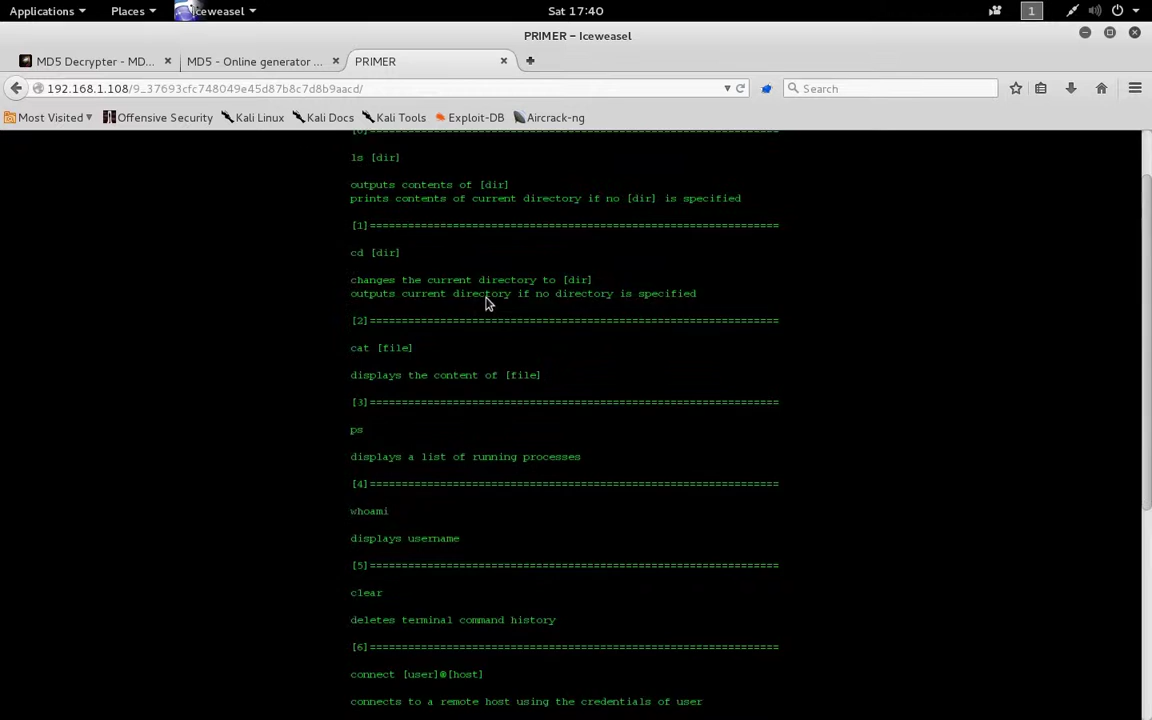 Applications Places Iceweasel Sat 17:40 1
PRIMER - Iceweasel
MD5 Decrypter - MD... MD5 - Online generator ... PRIMER
192.168.1.108/9_37693cfc748049e45d87b8c7d8b9aacd/ Search
Most Visited Offensive Security Kali Linux Kali Docs Kali Tools Exploit-DB Aircrack-ng
[0]================================================================
ls [dir]
outputs contents of [dir]
prints contents of current directory if no [dir] is specified
[1]================================================================
cd [dir]
changes the current directory to [dir]
outputs current directory if no directory is specified
[2]================================================================
cat [file]
displays the content of [file]
[3]================================================================
ps
displays a list of running processes
[4]================================================================
whoami
displays username
[5]================================================================
clear
deletes terminal command history
[6]================================================================
connect [user]@[host]
connects to a remote host using the credentials of user